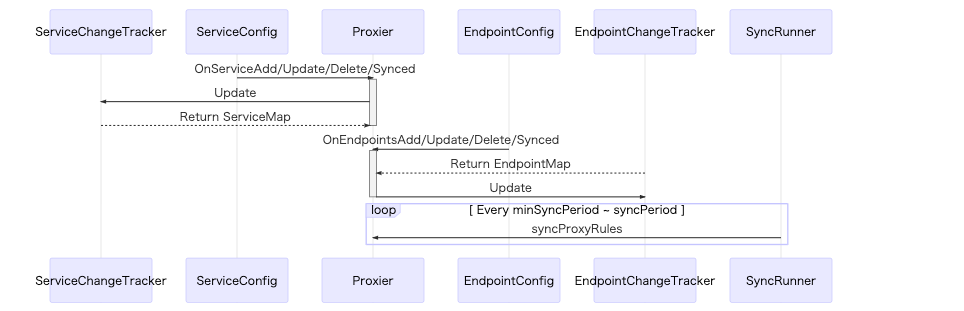 ServiceChangeTracker
ServiceConfig
Proxier
EndpointConfig
EndpointChangeTracker
SyncRunner
OnServiceAdd/Update/Delete/Synced
Update
Return ServiceMap
OnEndpointsAdd/Update/Delete/Synced
Return EndpointMap
Update
loop
[ Every minSyncPeriod ~ syncPeriod ]
syncProxyRules
ServiceChangeTracker
ServiceConfig
Proxier
EndpointConfig
EndpointChangeTracker
SyncRunner